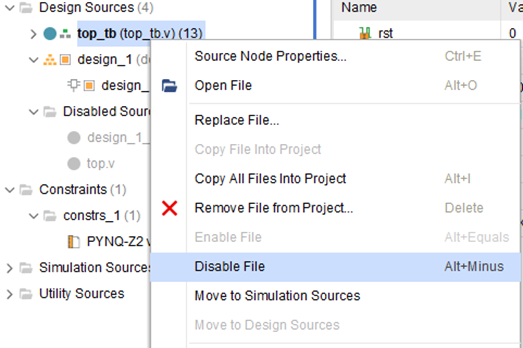 Design Sources (4)
top_tb (top_tb.v) (13)
design_1
design_
Disabled Sour
design_1_
top.v
Constraints (1)
constrs_1 (1)
PYNQ-Z2 v
Simulation Sources
Utility Sources
Name
rst
0
Source Node Properties... Ctrl+E
Open File Alt+O
Replace File...
Copy File Into Project
Copy All Files Into Project Alt+I
Remove File from Project... Delete
Enable File Alt+Equals
Disable File Alt+Minus
Move to Simulation Sources
Move to Design Sources